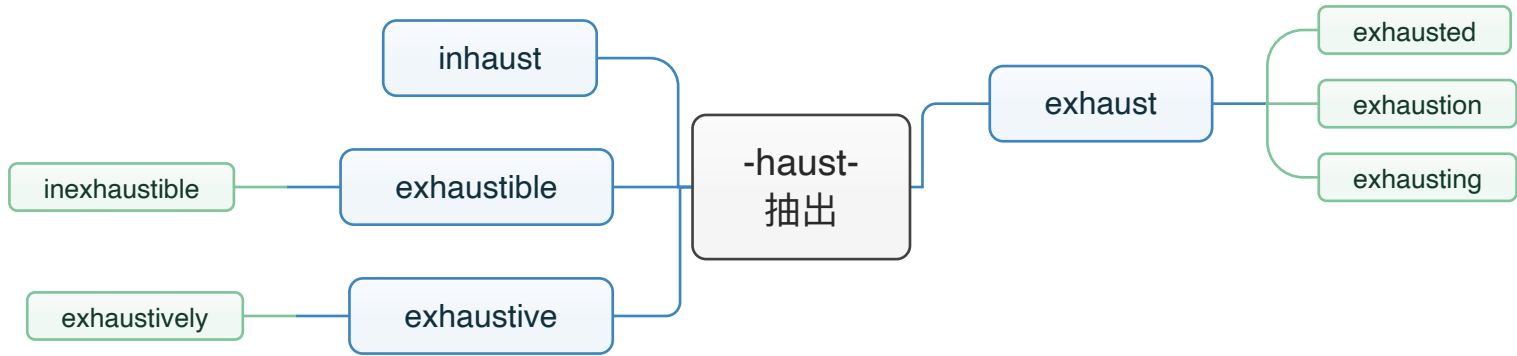 inhaust
exhaustible
inexhaustible
exhaustive
exhaustively
-haust-
抽出
exhaust
exhausted
exhaustion
exhausting